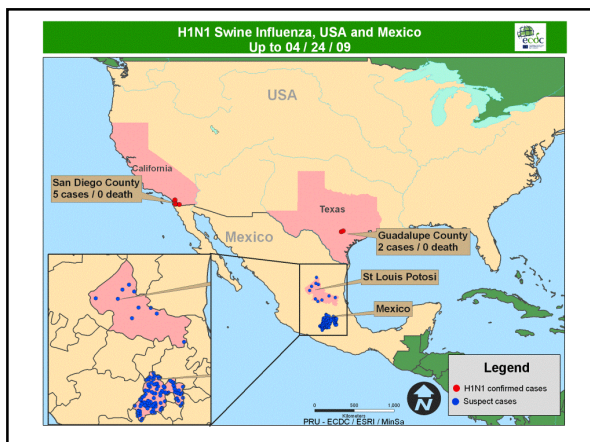 H1N1 Swine Influenza, USA and Mexico
Up to 04 / 24 / 09
ecdc
USA
California
San Diego County
5 cases / 0 death
Texas
Guadalupe County
2 cases / 0 death
Mexico
St Louis Potosi
Mexico
Legend
H1N1 confirmed cases
Suspect cases
N
0 500 1,000
Kilometers
PRU - ECDC / ESRI / MinSa